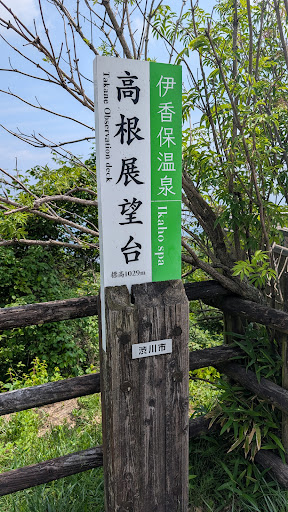 伊香保温泉
Ikaho spa
高根展望台
Takane Observation deck
標高1029m
渋川市